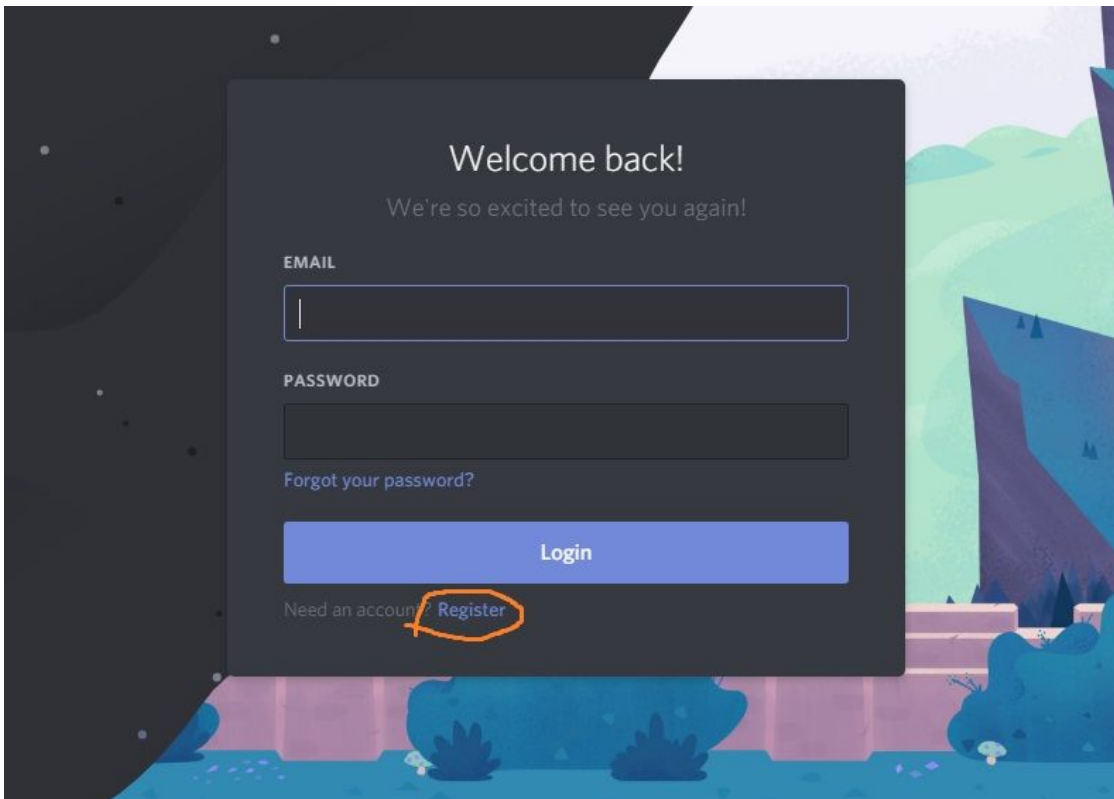 Welcome back!
We're so excited to see you again!
EMAIL
PASSWORD
Forgot your password?
Login
Need an account? Register